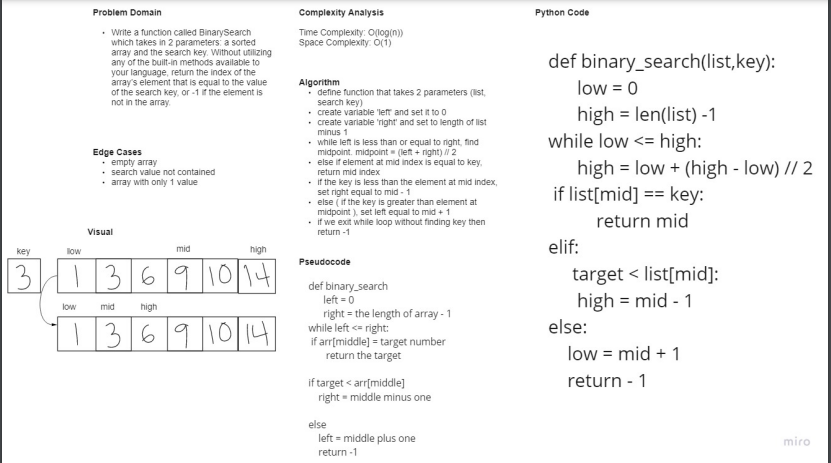 Problem Domain
• Write a function called BinarySearch
which takes in 2 parameters: a sorted
array and the search key. Without utilizing
any of the built-in methods available to
your language, return the index of the
array's element that is equal to the value
of the search key, or -1 if the element is
not in the array.
Edge Cases
• empty array
• search value not contained
• array with only 1 value
Visual
key llow mid high
3 1 3 6 9 10 14
low mid high
1 3 6 9 10 14
Complexity Analysis
Time Complexity: O(log(n))
Space Complexity: O(1)
Algorithm
• define function that takes 2 parameters (list,
search key)
• create variable 'left' and set it to 0
• create variable 'right' and set to length of list
minus 1
• while left is less than or equal to right, find
midpoint. midpoint = (left + right) // 2
• else if element at mid index is equal to key,
return mid index
• if the key is less than the element at mid index,
set right equal to mid - 1
• else ( if the key is greater than element at
midpoint ), set left equal to mid + 1
• if we exit while loop without finding key then
return -1
Pseudocode
def binary_search
left = 0
right = the length of array - 1
while left <= right:
if arr[middle] = target number
return the target
if target < arr[middle]
right = middle minus one
else
left = middle plus one
return -1
Python Code
def binary_search(list,key):
low = 0
high = len(list) -1
while low <= high:
high = low + (high - low) // 2
if list[mid] == key:
return mid
elif:
target < list[mid]:
high = mid - 1
else:
low = mid + 1
return - 1
miro